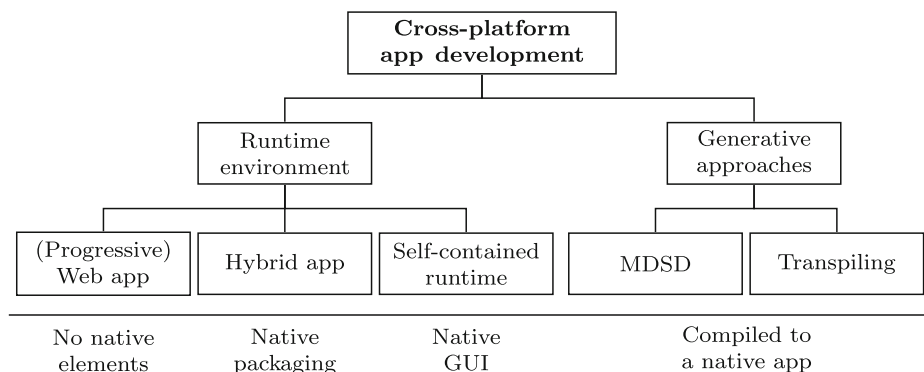 Cross-platform
app development
Runtime
environment
Generative
approaches
(Progressive)
Web app
Hybrid app
Self-contained
runtime
MDSD
Transpiling
No native
elements
Native
packaging
Native
GUI
Compiled to
a native app